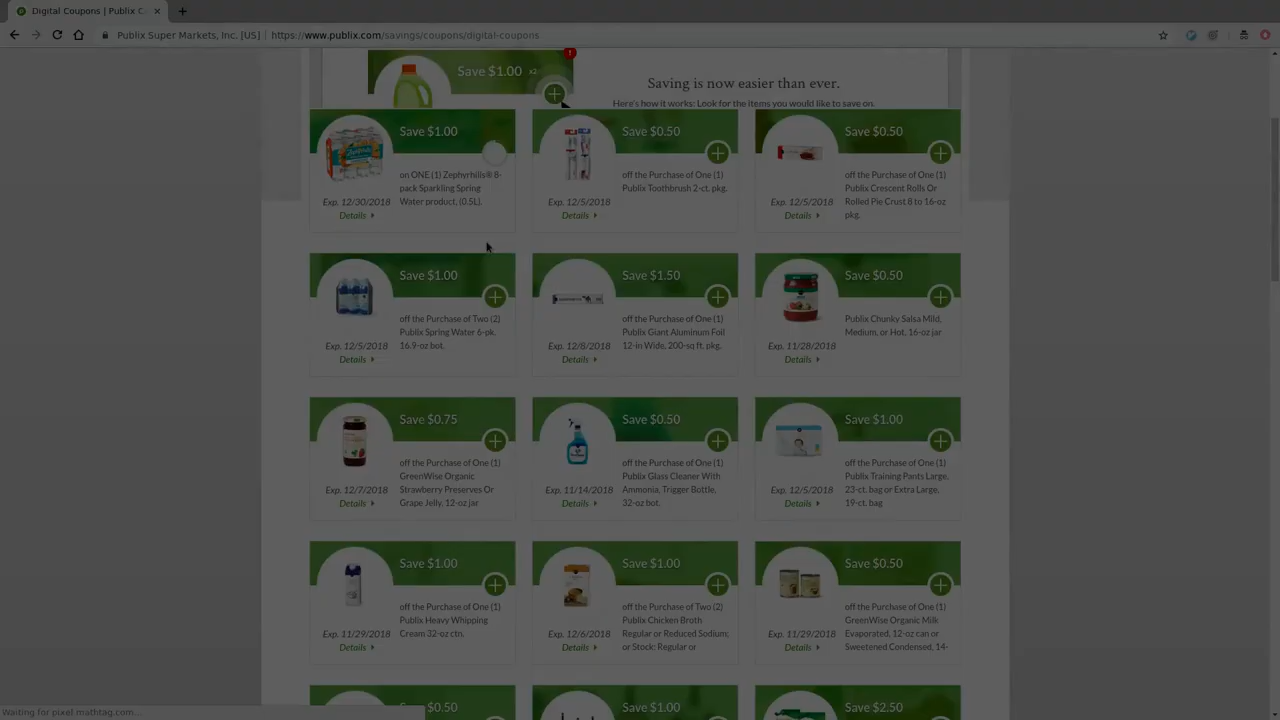 Digital Coupons | Publix C
Publix Super Markets, Inc. [US]
https://www.publix.com/savings/coupons/digital-coupons
Save $1.00 x2
Saving is now easier than ever.
Here's how it works: Look for the items you would like to save on.
Save $1.00
on ONE (1) Zephyrhills® 8-
pack Sparkling Spring
Water product, (0.5L).
Exp. 12/30/2018
Details
Save $0.50
off the Purchase of One (1)
Publix Toothbrush 2-ct. pkg.
Exp. 12/5/2018
Details
Save $0.50
off the Purchase of One (1)
Publix Crescent Rolls Or
Rolled Pie Crust 8 to 16-oz
pkg.
Exp. 12/5/2018
Details
Save $1.00
off the Purchase of Two (2)
Publix Spring Water 6-pk.
16.9-oz bot.
Exp. 12/5/2018
Details
Save $1.50
off the Purchase of One (1)
Publix Giant Aluminum Foil
12-in Wide, 200-sq ft. pkg.
Exp. 12/8/2018
Details
Save $0.50
Publix Chunky Salsa Mild,
Medium, or Hot, 16-oz jar
Exp. 11/28/2018
Details
Save $0.75
off the Purchase of One (1)
GreenWise Organic
Strawberry Preserves Or
Grape Jelly, 12-oz jar
Exp. 12/7/2018
Details
Save $0.50
off the Purchase of One (1)
Publix Glass Cleaner With
Ammonia, Trigger Bottle,
32-oz bot.
Exp. 11/14/2018
Details
Save $1.00
off the Purchase of One (1)
Publix Training Pants Large,
23-ct. bag or Extra Large,
19-ct. bag
Exp. 12/5/2018
Details
Save $1.00
off the Purchase of One (1)
Publix Heavy Whipping
Cream 32-oz ctn.
Exp. 11/29/2018
Details
Save $1.00
off the Purchase of Two (2)
Publix Chicken Broth
Regular or Reduced Sodium;
or Stock: Regular or
Exp. 12/6/2018
Details
Save $0.50
off the Purchase of One (1)
GreenWise Organic Milk
Evaporated, 12-oz can or
Sweetened Condensed, 14-
Exp. 11/29/2018
Details
Save $0.50
Save $1.00
Save $2.50
Waiting for pixel.mathtag.com...